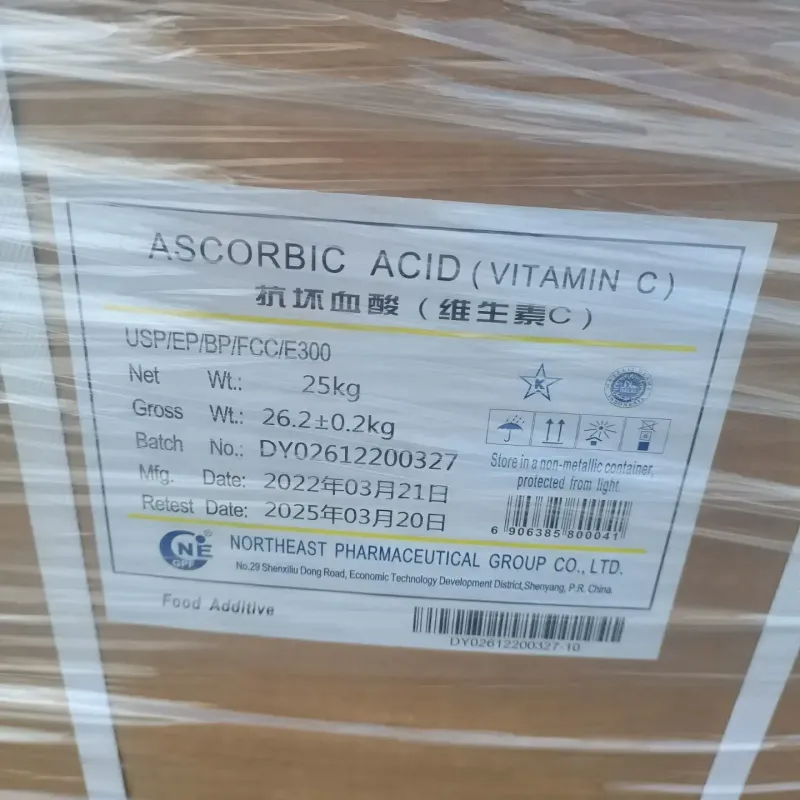 ASCORBIC ACID (VITAMIN C)
抗坏血酸 (维生素C)
USP/EP/BP/FCC/E300
Net Wt.: 25kg
Gross Wt.: 26.2±0.2kg
Batch No.: DY02612200327
Mfg. Date: 2022年03月21日
Retest Date: 2025年03月20日
K
Store in a non-metallic container,
protected from light.
6 906385 800041
NE
GPF
®
NORTHEAST PHARMACEUTICAL GROUP CO., LTD.
No.29 Shenxiliu Dong Road, Economic Technology Development District, Shenyang, P.R. China.
Food Additive
DY02612200327-10